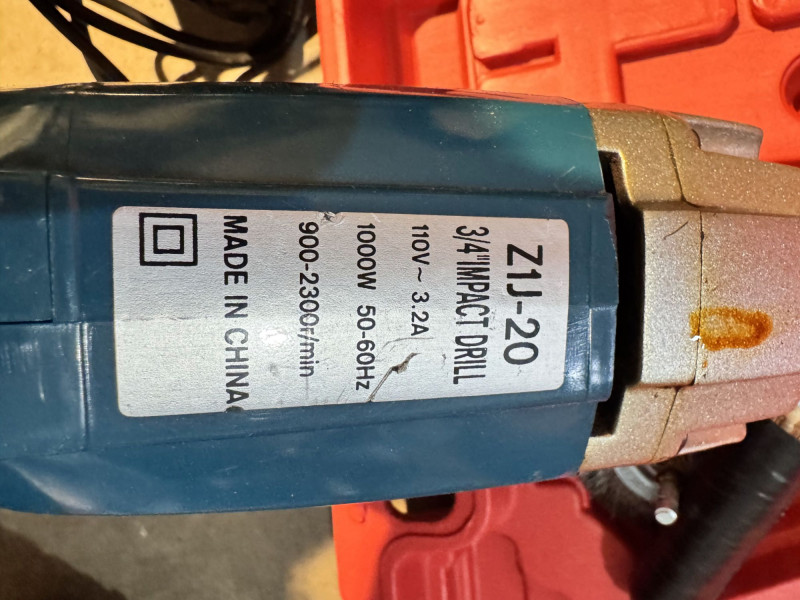 Z1J-20
3/4"IMPACT DRILL
110V~ 3.2A
1000W 50-60Hz
900-2300r/min
MADE IN CHINA